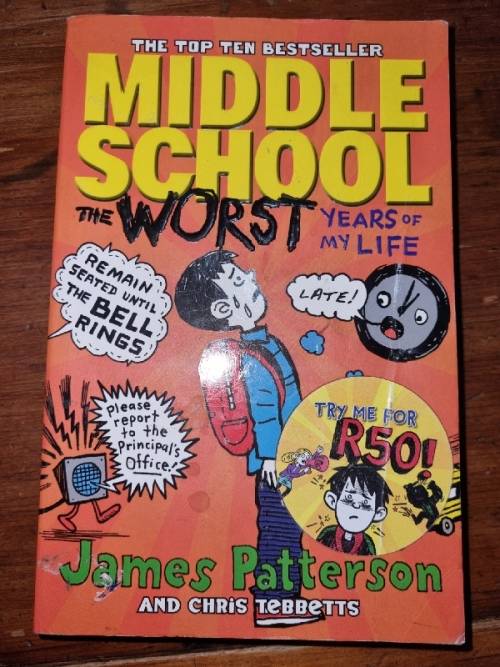 THE TOP TEN BESTSELLER
MIDDLE
SCHOOL
THE WORST YEARS OF
MY LIFE
REMAIN
SEATED UNTIL
THE BELL
RINGS
LATE!
Please
report
to the
Principal's
Office!
TRY ME FOR
R50!
James Patterson
AND CHRIS TEBBETTS